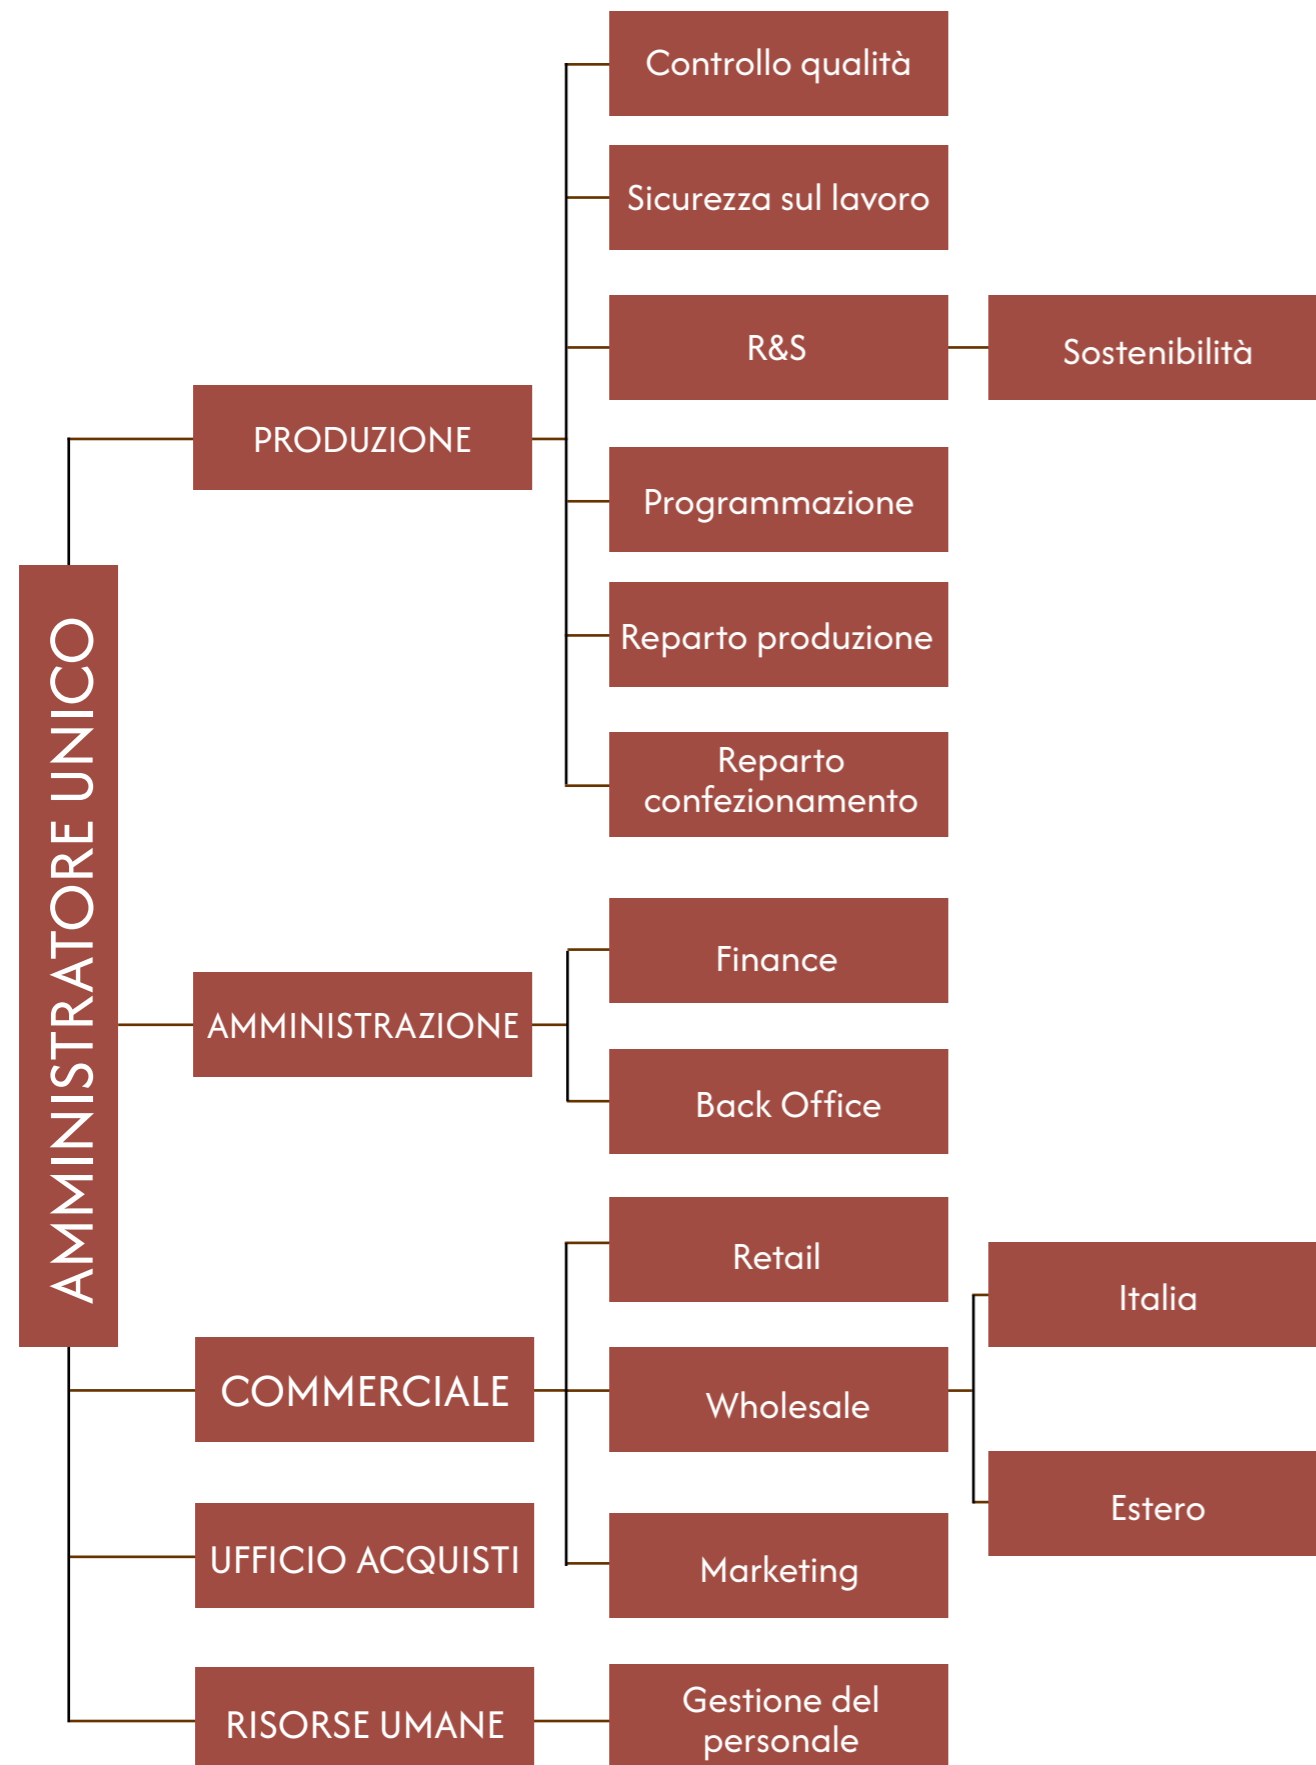 AMMINISTRATORE UNICO
PRODUZIONE
Controllo qualità
Sicurezza sul lavoro
R&S
Sostenibilità
Programmazione
Reparto produzione
Reparto
confezionamento
AMMINISTRAZIONE
Finance
Back Office
COMMERCIALE
Retail
Wholesale
Italia
Estero
Marketing
UFFICIO ACQUISTI
RISORSE UMANE
Gestione del
personale